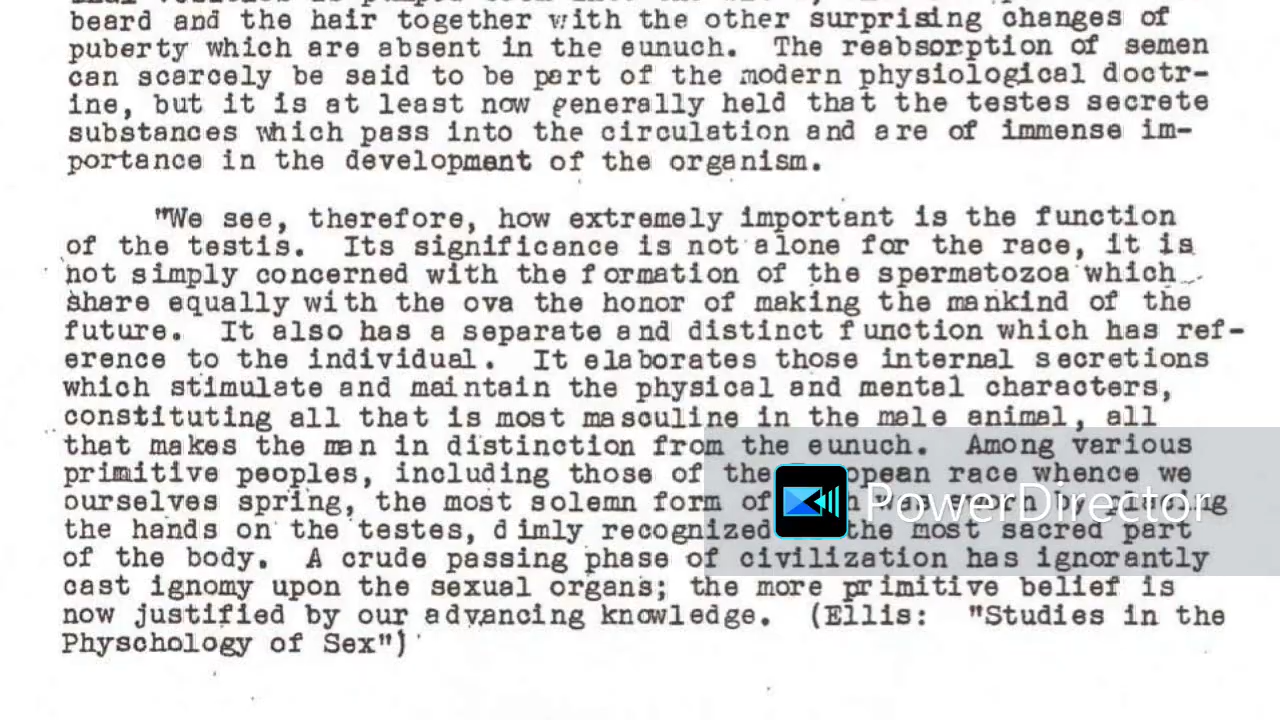 beard and the hair together with the other surprising changes of
puberty which are absent in the eunuch. The reabsorption of semen
can scarcely be said to be part of the modern physiological doctr-
ine, but it is at least now generally held that the testes secrete
substances which pass into the circulation and are of immense im-
portance in the development of the organism.
"We see, therefore, how extremely important is the function
of the testis. Its significance is not alone for the race, it is
not simply concerned with the formation of the spermatozoa which
share equally with the ova the honor of making the mankind of the
future. It also has a separate and distinct function which has ref-
erence to the individual. It elaborates those internal secretions
which stimulate and maintain the physical and mental characters,
constituting all that is most masculine in the male animal, all
that makes the man in distinction from the eunuch. Among various
primitive peoples, including those of the race whence we
ourselves spring, the most solemn form of placing
PowerDirector
the hands on the testes, dimly recognized the most sacred part
of the body. A crude passing phase of civilization has ignorantly
cast ignomy upon the sexual organs; the more primitive belief is
now justified by our advancing knowledge. (Ellis: "Studies in the
Physchology of Sex")